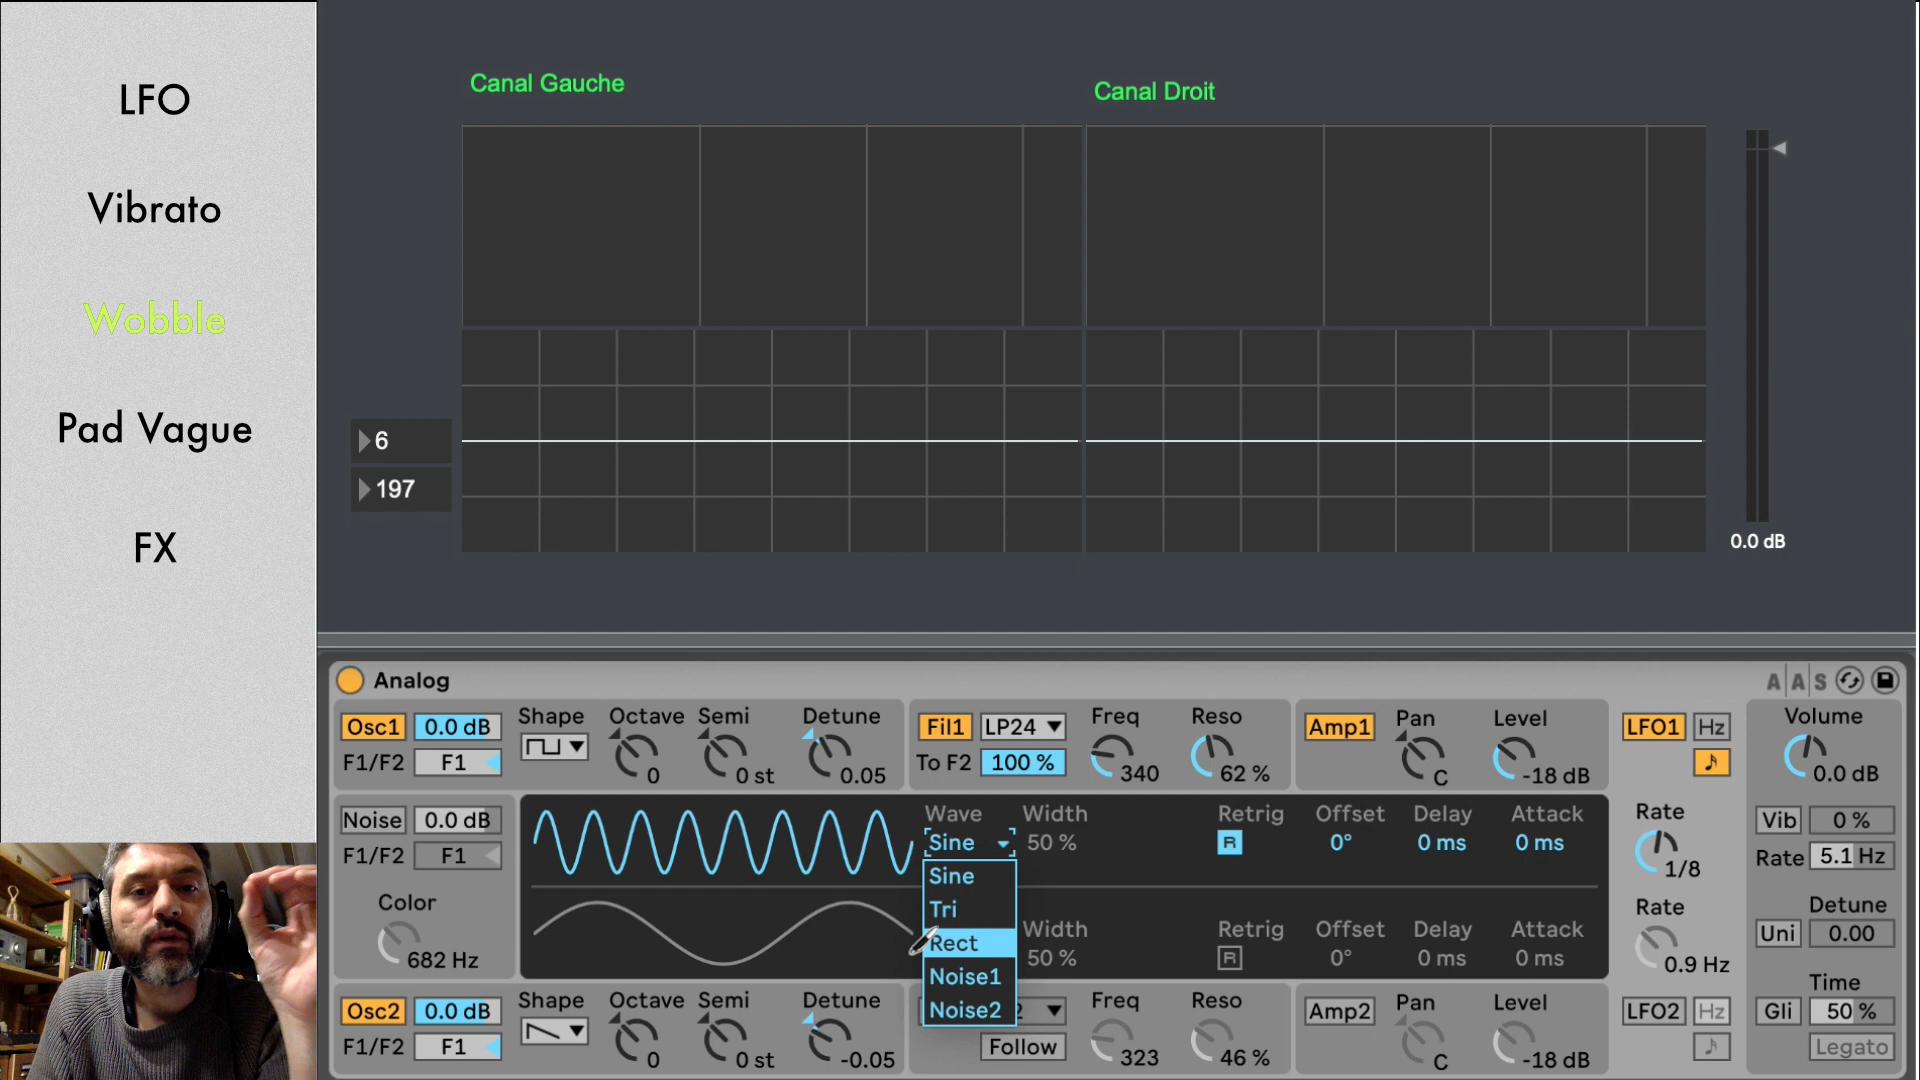 LFO
Vibrato
Wobble
Pad Vague
FX
Canal Gauche
Canal Droit
6
197
0.0 dB
Analog
A A S
Osc1 0.0 dB Shape Octave Semi Detune
F1/F2 F1 0 0 st 0.05
Fil1 LP24 Freq Reso
To F2 100 % 340 62 %
Amp1 Pan Level
C -18 dB
LFO1 Hz
Volume
0.0 dB
Noise 0.0 dB
F1/F2 F1
Color
682 Hz
Wave Width Retrig Offset Delay Attack
Sine 50 % R 0° 0 ms 0 ms
Sine
Tri
Rect
Noise1
Noise2
Width Retrig Offset Delay Attack
50 % R 0° 0 ms 0 ms
Rate
1/8
Rate
0.9 Hz
Vib 0 %
Rate 5.1 Hz
Detune
Uni 0.00
Time
Gli 50 %
Legato
Osc2 0.0 dB Shape Octave Semi Detune
F1/F2 F1 0 0 st -0.05
Freq Reso
Follow 323 46 %
Amp2 Pan Level
C -18 dB
LFO2 Hz